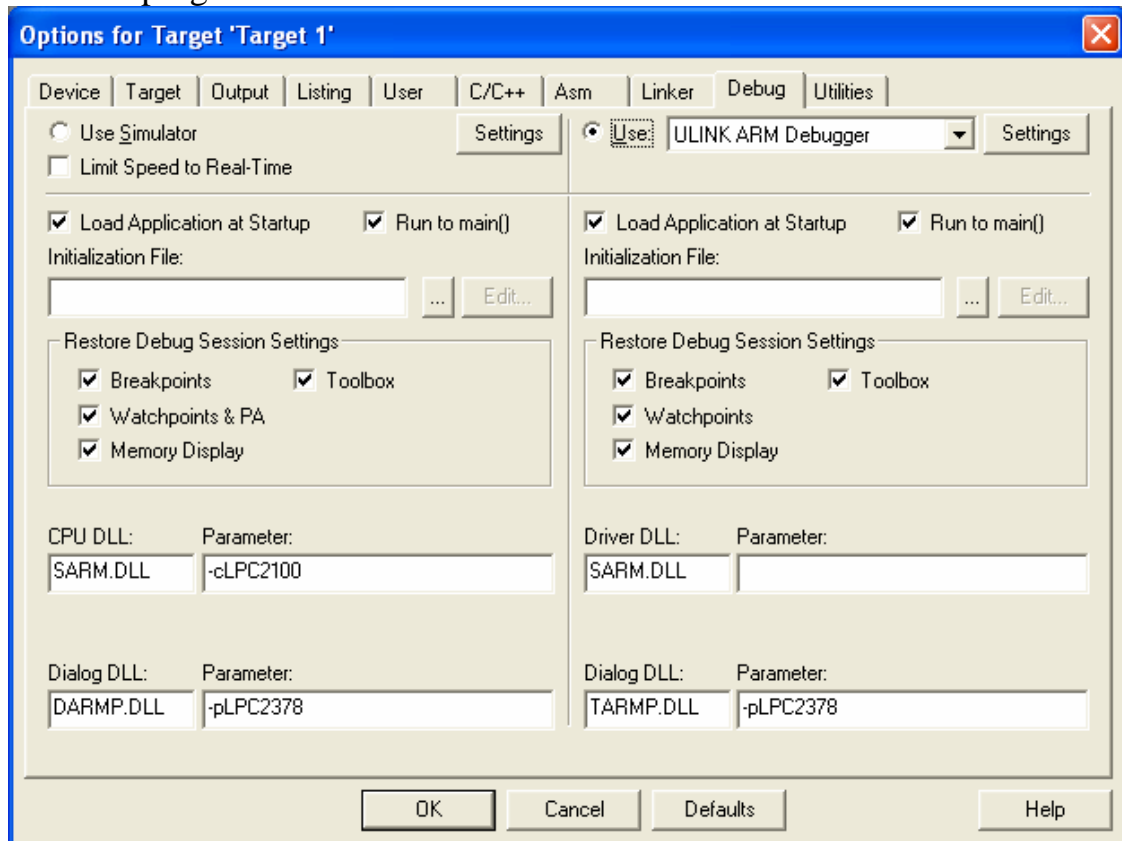 Options for Target 'Target 1'
Device Target Output Listing User C/C++ Asm Linker Debug Utilities
Use Simulator Settings
Limit Speed to Real-Time
Use: ULINK ARM Debugger Settings
Load Application at Startup Run to main()
Initialization File:
... Edit...
Restore Debug Session Settings
Breakpoints Toolbox
Watchpoints & PA
Memory Display
CPU DLL: Parameter:
SARM.DLL -cLPC2100
Dialog DLL: Parameter:
DARMP.DLL -pLPC2378
Load Application at Startup Run to main()
Initialization File:
... Edit...
Restore Debug Session Settings
Breakpoints Toolbox
Watchpoints
Memory Display
Driver DLL: Parameter:
SARM.DLL
Dialog DLL: Parameter:
TARMP.DLL -pLPC2378
OK Cancel Defaults Help